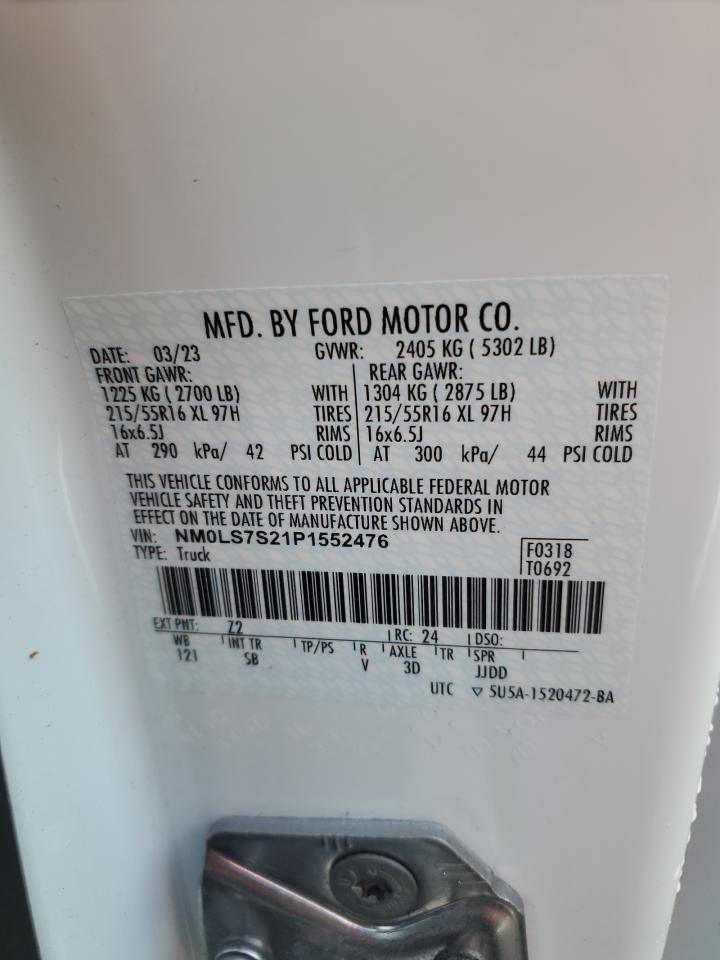 MFD. BY FORD MOTOR CO.
DATE: 03/23 GVWR: 2405 KG ( 5302 LB)
FRONT GAWR: REAR GAWR:
1225 KG ( 2700 LB) WITH 1304 KG ( 2875 LB) WITH
215/55R16 XL 97H TIRES 215/55R16 XL 97H TIRES
16x6.5J RIMS 16x6.5J RIMS
AT 290 kPa/ 42 PSI COLD AT 300 kPa/ 44 PSI COLD
THIS VEHICLE CONFORMS TO ALL APPLICABLE FEDERAL MOTOR
VEHICLE SAFETY AND THEFT PREVENTION STANDARDS IN
EFFECT ON THE DATE OF MANUFACTURE SHOWN ABOVE.
VIN: NM0LS7S21P1552476
TYPE: Truck
F0318
T0692
EXT PNT: Z2 RC: 24 DSO:
WB INT TR TP/PS R AXLE TR SPR
121 SB V 3D JJDD
UTC ▽ 5U5A-1520472-BA